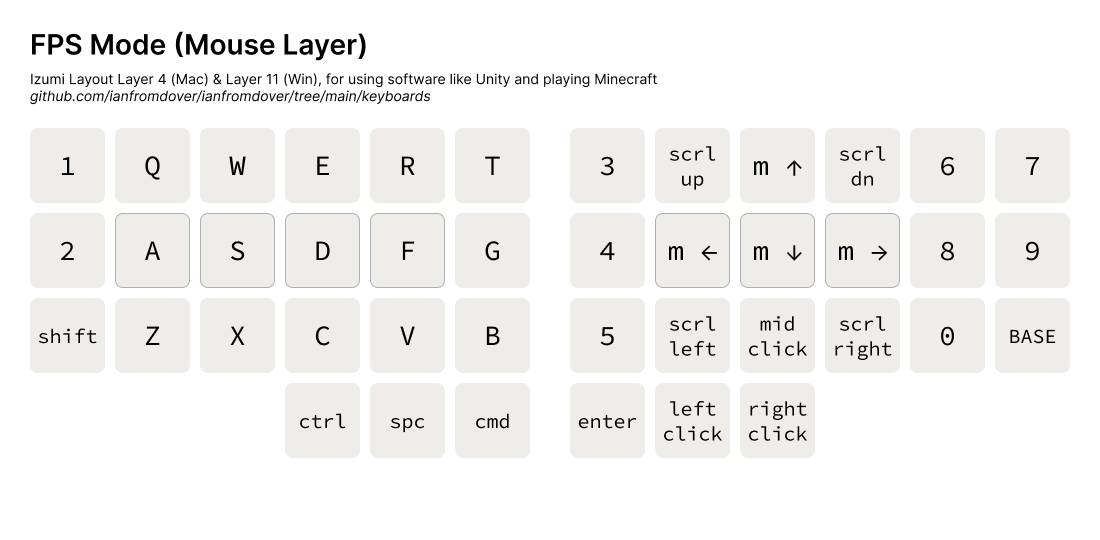 FPS Mode (Mouse Layer)
Izumi Layout Layer 4 (Mac) & Layer 11 (Win), for using software like Unity and playing Minecraft
github.com/ianfromdover/ianfromdover/tree/main/keyboards
1 Q W E R T 3 scrl up m ↑ scrl dn 6 7
2 A S D F G 4 m ← m ↓ m → 8 9
shift Z X C V B 5 scrl left mid click scrl right 0 BASE
ctrl spc cmd enter left click right click